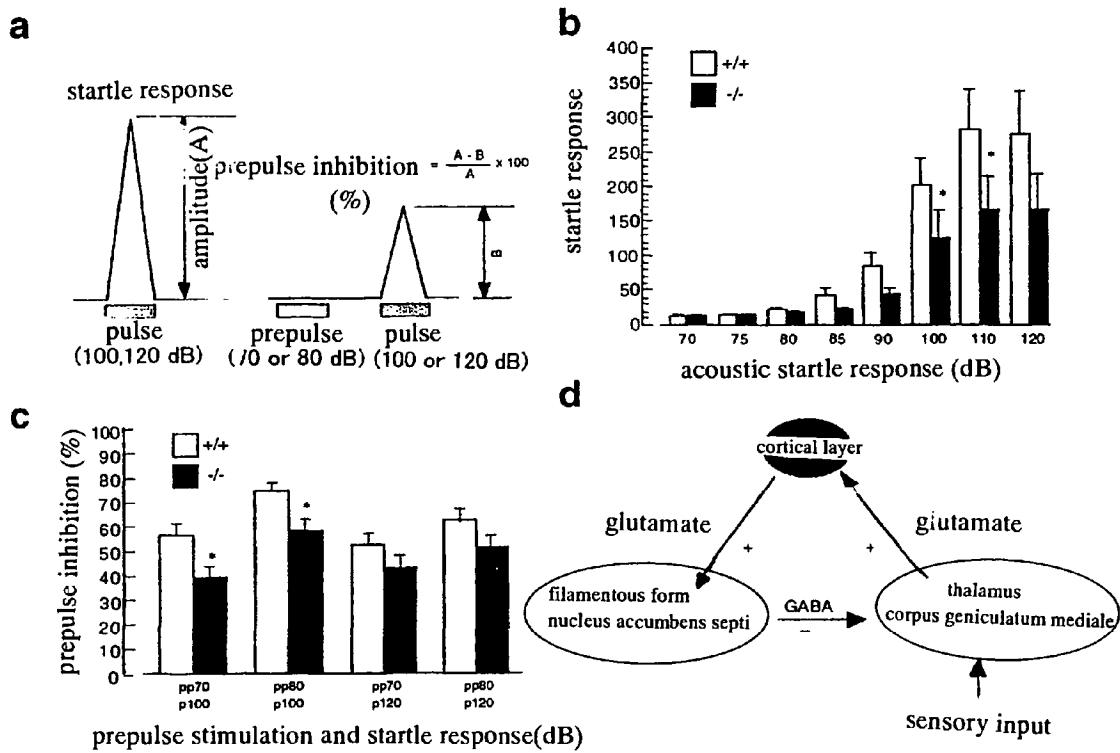 a
startle response
amplitude(A)
prepulse inhibition = A - B / A × 100
(%)
B
pulse
(100,120 dB)
prepulse
(70 or 80 dB)
pulse
(100 or 120 dB)
b
startle response
400
350
300
250
200
150
100
50
0
+/+
-/-
*
*
70 75 80 85 90 100 110 120
acoustic startle response (dB)
c
prepulse inhibition (%)
100
90
80
70
60
50
40
30
20
10
0
+/+
-/-
*
*
pp70 pp80 pp70 pp80
p100 p100 p120 p120
prepulse stimulation and startle response(dB)
d
cortical layer
glutamate glutamate
+ +
filamentous form
nucleus accumbens septi
GABA
–
thalamus
corpus geniculatum mediale
sensory input